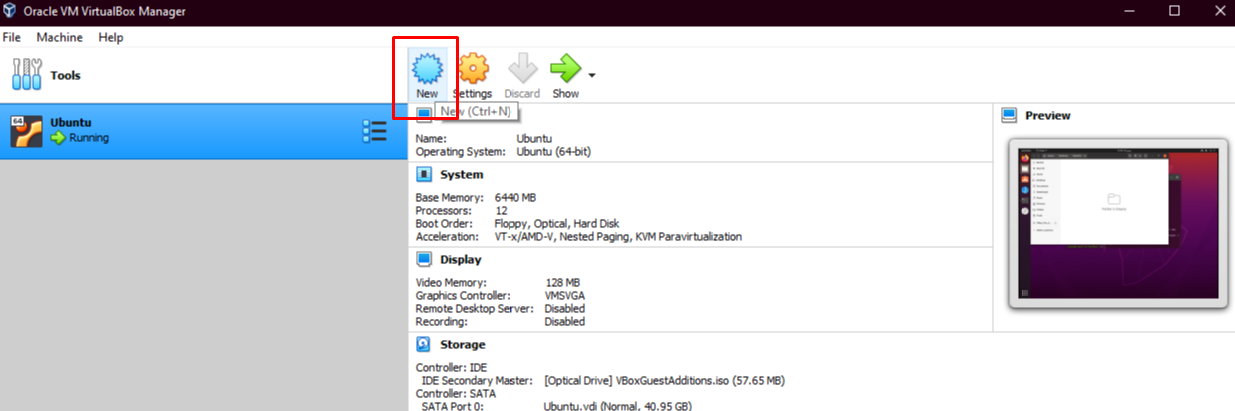 Oracle VM VirtualBox Manager
File Machine Help
Tools
New Settings Discard Show
New (Ctrl+N)
64 Ubuntu
Running
Name: Ubuntu
Operating System: Ubuntu (64-bit)
System
Base Memory: 6440 MB
Processors: 12
Boot Order: Floppy, Optical, Hard Disk
Acceleration: VT-x/AMD-V, Nested Paging, KVM Paravirtualization
Display
Video Memory: 128 MB
Graphics Controller: VMSVGA
Remote Desktop Server: Disabled
Recording: Disabled
Storage
Controller: IDE
IDE Secondary Master: [Optical Drive] VBoxGuestAdditions.iso (57.65 MB)
Controller: SATA
SATA Port 0: Ubuntu.vdi (Normal, 40.95 GB)
Preview